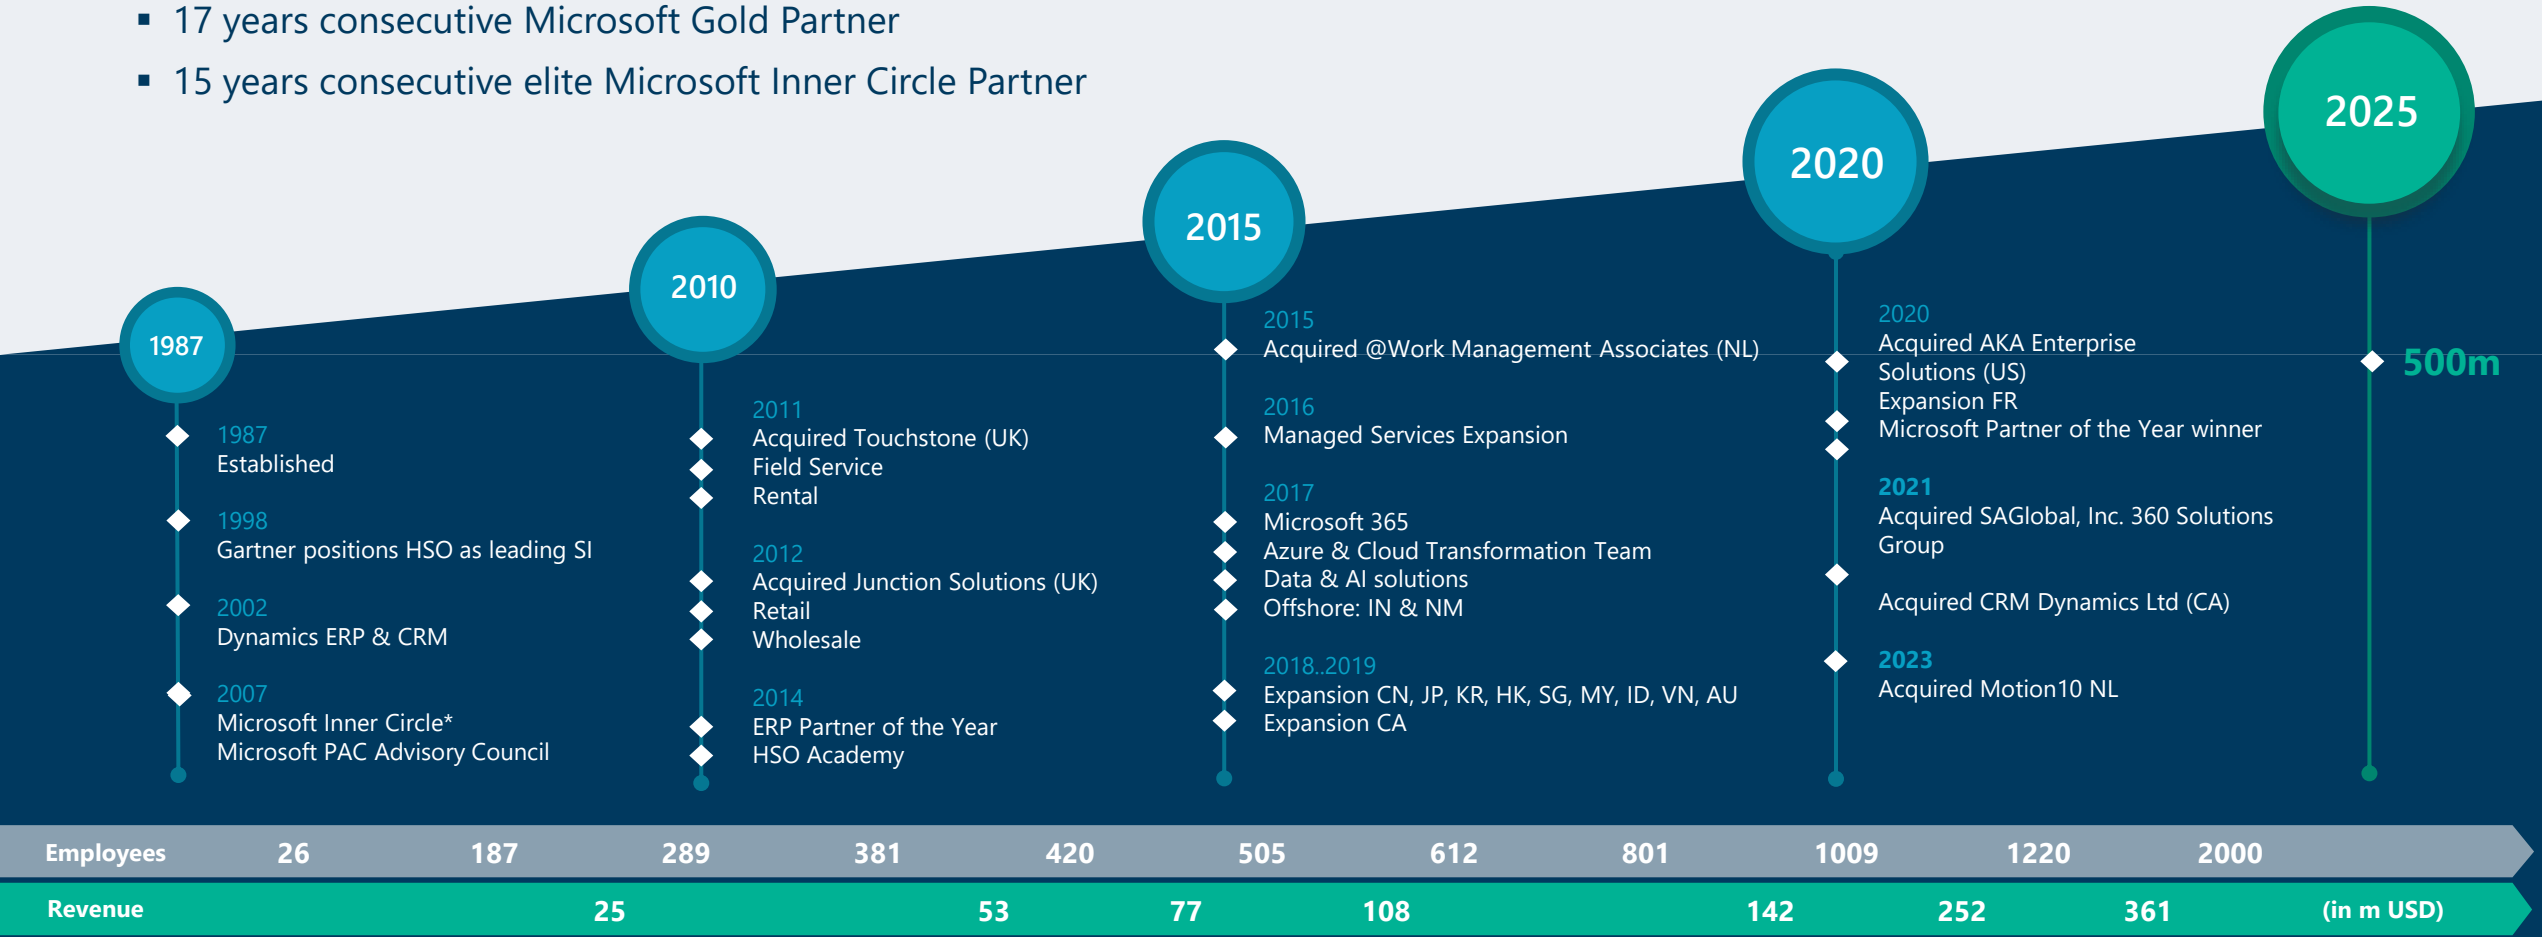 ▪ 17 years consecutive Microsoft Gold Partner
▪ 15 years consecutive elite Microsoft Inner Circle Partner
1987
1987
Established
1998
Gartner positions HSO as leading SI
2002
Dynamics ERP & CRM
2007
Microsoft Inner Circle*
Microsoft PAC Advisory Council
2010
2011
Acquired Touchstone (UK)
Field Service
Rental
2012
Acquired Junction Solutions (UK)
Retail
Wholesale
2014
ERP Partner of the Year
HSO Academy
2015
2015
Acquired @Work Management Associates (NL)
2016
Managed Services Expansion
2017
Microsoft 365
Azure & Cloud Transformation Team
Data & AI solutions
Offshore: IN & NM
2018..2019
Expansion CN, JP, KR, HK, SG, MY, ID, VN, AU
Expansion CA
2020
2020
Acquired AKA Enterprise
Solutions (US)
Expansion FR
Microsoft Partner of the Year winner
2021
Acquired SAGlobal, Inc. 360 Solutions
Group
Acquired CRM Dynamics Ltd (CA)
2023
Acquired Motion10 NL
2025
500m
Employees 26 187 289 381 420 505 612 801 1009 1220 2000
Revenue 25 53 77 108 142 252 361 (in m USD)